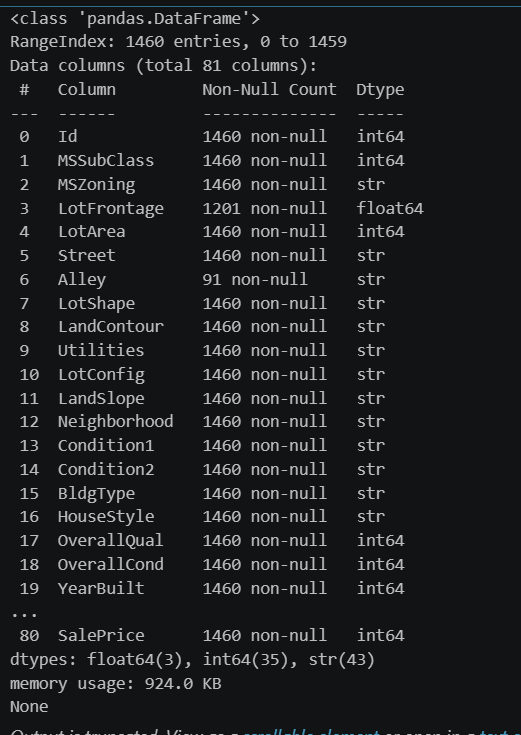 <class 'pandas.DataFrame'>
RangeIndex: 1460 entries, 0 to 1459
Data columns (total 81 columns):
 #   Column        Non-Null Count  Dtype
---  ------        --------------  -----
 0   Id            1460 non-null   int64
 1   MSSubClass    1460 non-null   int64
 2   MSZoning      1460 non-null   str
 3   LotFrontage   1201 non-null   float64
 4   LotArea       1460 non-null   int64
 5   Street        1460 non-null   str
 6   Alley         91 non-null     str
 7   LotShape      1460 non-null   str
 8   LandContour   1460 non-null   str
 9   Utilities     1460 non-null   str
 10  LotConfig     1460 non-null   str
 11  LandSlope     1460 non-null   str
 12  Neighborhood  1460 non-null   str
 13  Condition1    1460 non-null   str
 14  Condition2    1460 non-null   str
 15  BldgType      1460 non-null   str
 16  HouseStyle    1460 non-null   str
 17  OverallQual   1460 non-null   int64
 18  OverallCond   1460 non-null   int64
 19  YearBuilt     1460 non-null   int64
...
 80  SalePrice     1460 non-null   int64
dtypes: float64(3), int64(35), str(43)
memory usage: 924.0 KB
None
Output is truncated. View as a scrollable element or open in a text